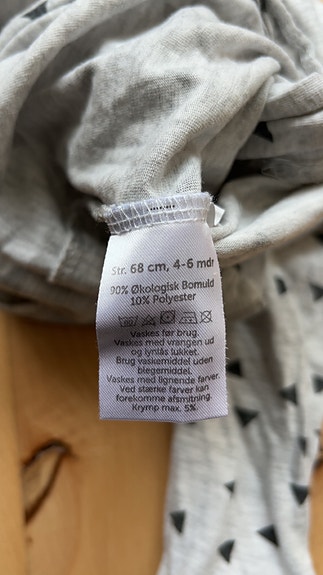 Str. 68 cm, 4-6 mdr
90% Økologisk Bomuld
10% Polyester
Vaskes før brug.
Vaskes med vrangen ud
og lynlås lukket.
Brug vaskemiddel uden
blegemiddel.
Vaskes med lignende farver.
Ved stærke farver kan
forekomme afsmitning.
Krymp max. 5%